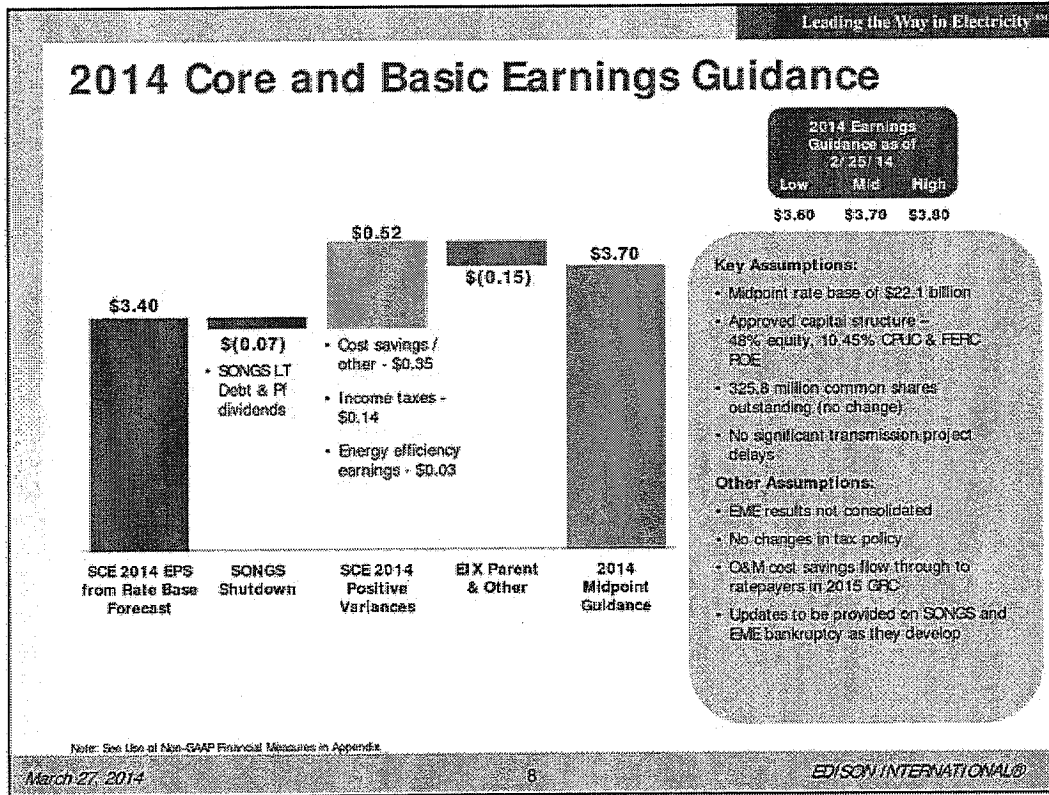 Leading the Way in Electricity SM
2014 Core and Basic Earnings Guidance
2014 Earnings
Guidance as of
2/25/14
Low Mid High
$3.60 $3.70 $3.80
$3.40
$(0.07)
• SONGS LT
Debt & Pf
dividends
$0.52
• Cost savings /
other - $0.35
• Income taxes -
$0.14
• Energy efficiency
earnings - $0.03
$(0.15)
$3.70
SCE 2014 EPS
from Rate Base
Forecast
SONGS
Shutdown
SCE 2014
Positive
Variances
EIX Parent
& Other
2014
Midpoint
Guidance
Key Assumptions:
• Midpoint rate base of $22.1 billion
• Approved capital structure –
48% equity, 10.45% CPUC & FERC
ROE
• 325.8 million common shares
outstanding (no change)
• No significant transmission project
delays
Other Assumptions:
• EME results not consolidated
• No changes in tax policy
• O&M cost savings flow through to
ratepayers in 2015 GRC
• Updates to be provided on SONGS and
EME bankruptcy as they develop
Note: See Use of Non-GAAP Financial Measures in Appendix
March 27, 2014
8
EDISON INTERNATIONAL®